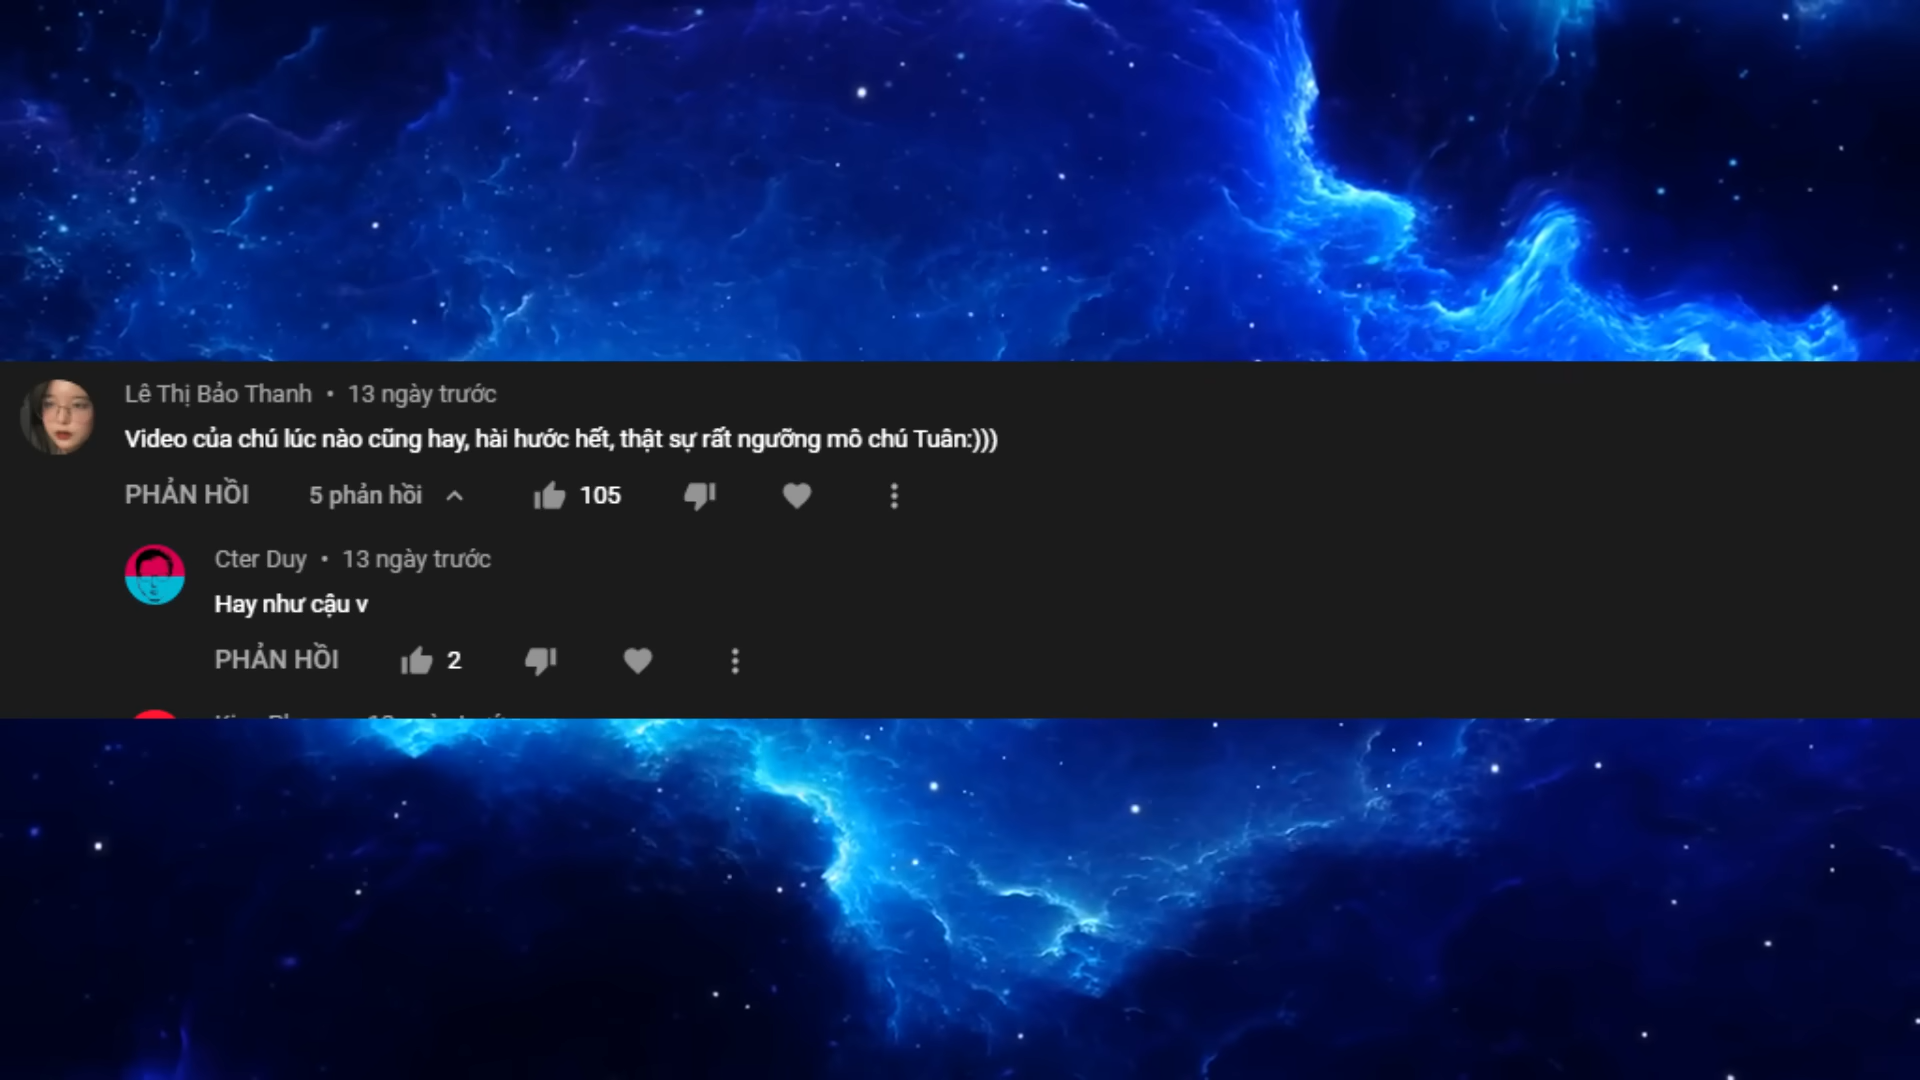 Lê Thị Bảo Thanh • 13 ngày trước
Video của chú lúc nào cũng hay, hài hước hết, thật sự rất ngưỡng mô chú Tuân:)))
PHẢN HỒI 5 phản hồi 105
Cter Duy • 13 ngày trước
Hay như cậu v
PHẢN HỒI 2